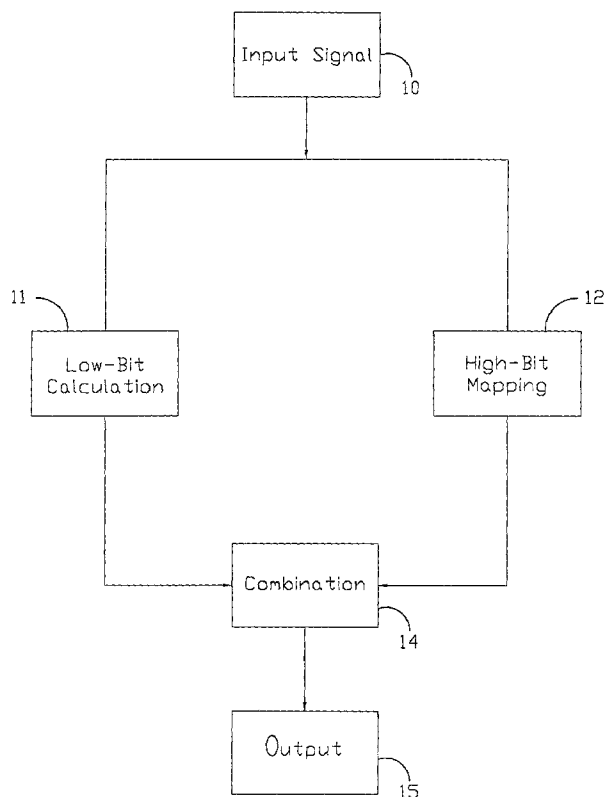 Input Signal
10
11
12
Low-Bit
Calculation
High-Bit
Mapping
Combination
14
Output
15